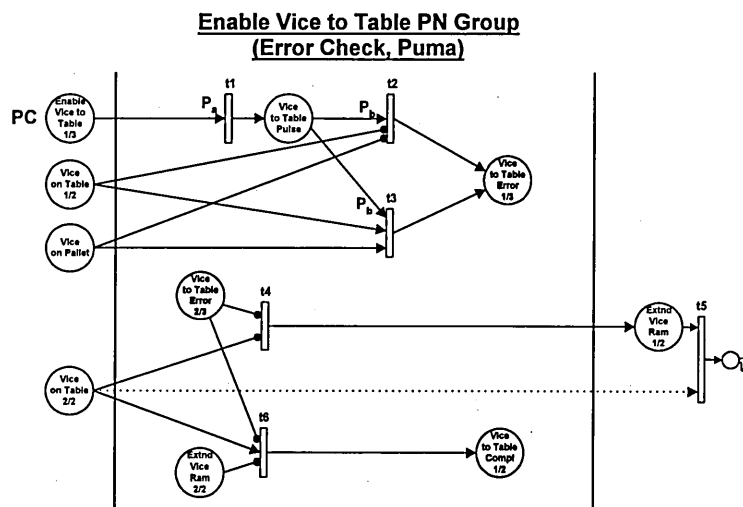 Enable Vice to Table PN Group
(Error Check, Puma)
PC
Enable
Vice to
Table
1/3
Pa
t1
Vice
to Table
Pulse
Pb
t2
Vice
on Table
1/2
Vice
to Table
Error
1/3
Pb
t3
Vice
on Pallet
Vice
to Table
Error
2/3
t4
Extnd
Vice
Ram
1/2
t5
Vice
on Table
2/2
t6
Extnd
Vice
Ram
2/2
Vice
to Table
Compl
1/2